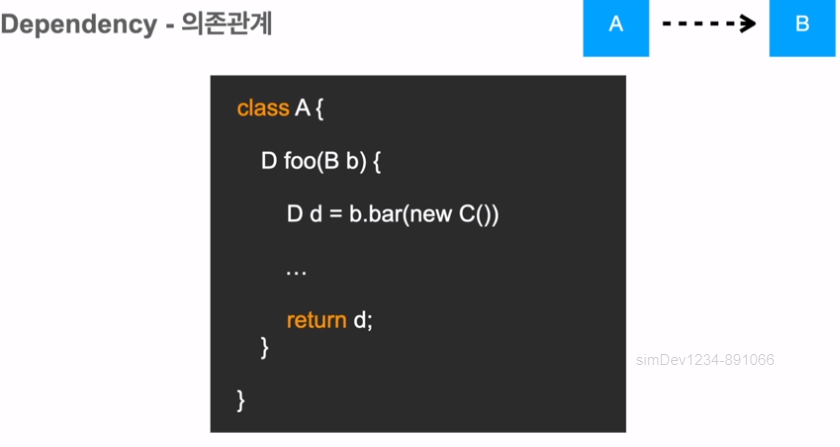 Dependency - 의존관계
A
B
class A {
D foo(B b) {
D d = b.bar(new C())
...
return d;
}
}
simDev1234-891066